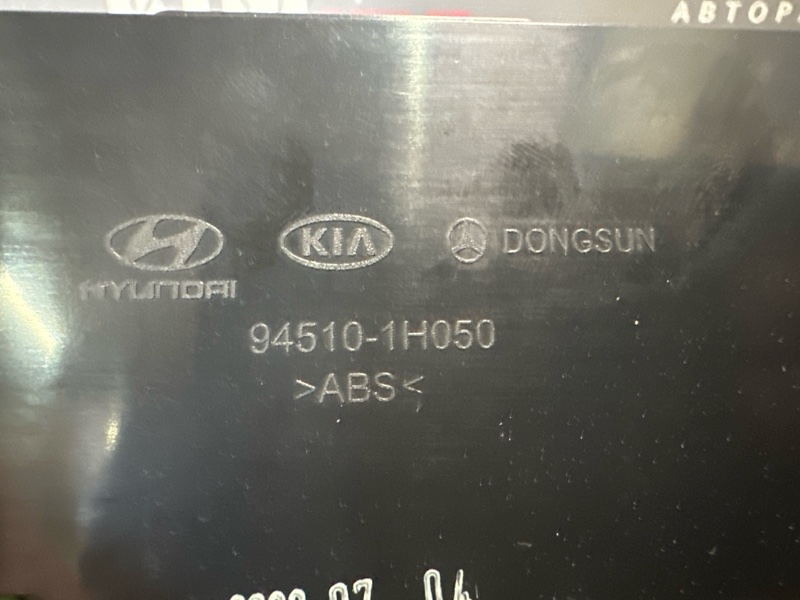 АВТОР
KIA DONGSUN
HYUNDAI
94510-1H050
>ABS<